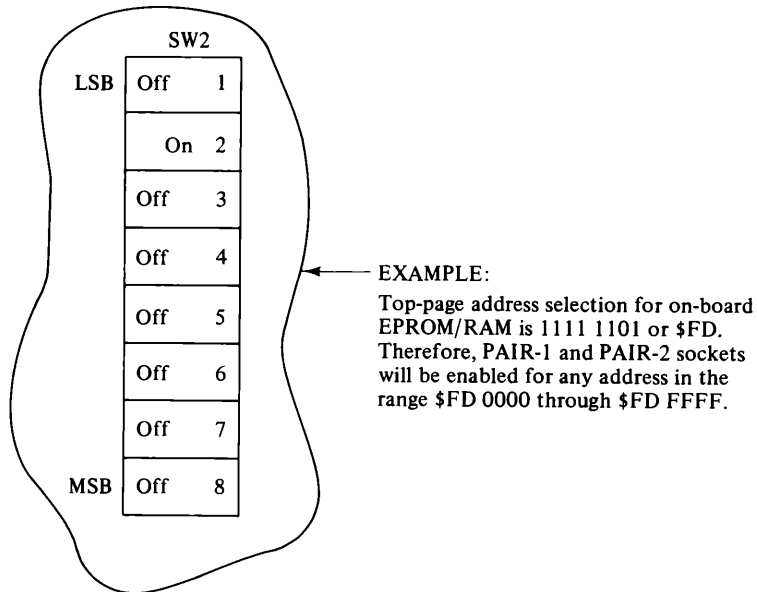 SW2
LSB Off 1
On 2
Off 3
Off 4
Off 5
Off 6
Off 7
MSB Off 8
EXAMPLE:
Top-page address selection for on-board
EPROM/RAM is 1111 1101 or $FD.
Therefore, PAIR-1 and PAIR-2 sockets
will be enabled for any address in the
range $FD 0000 through $FD FFFF.